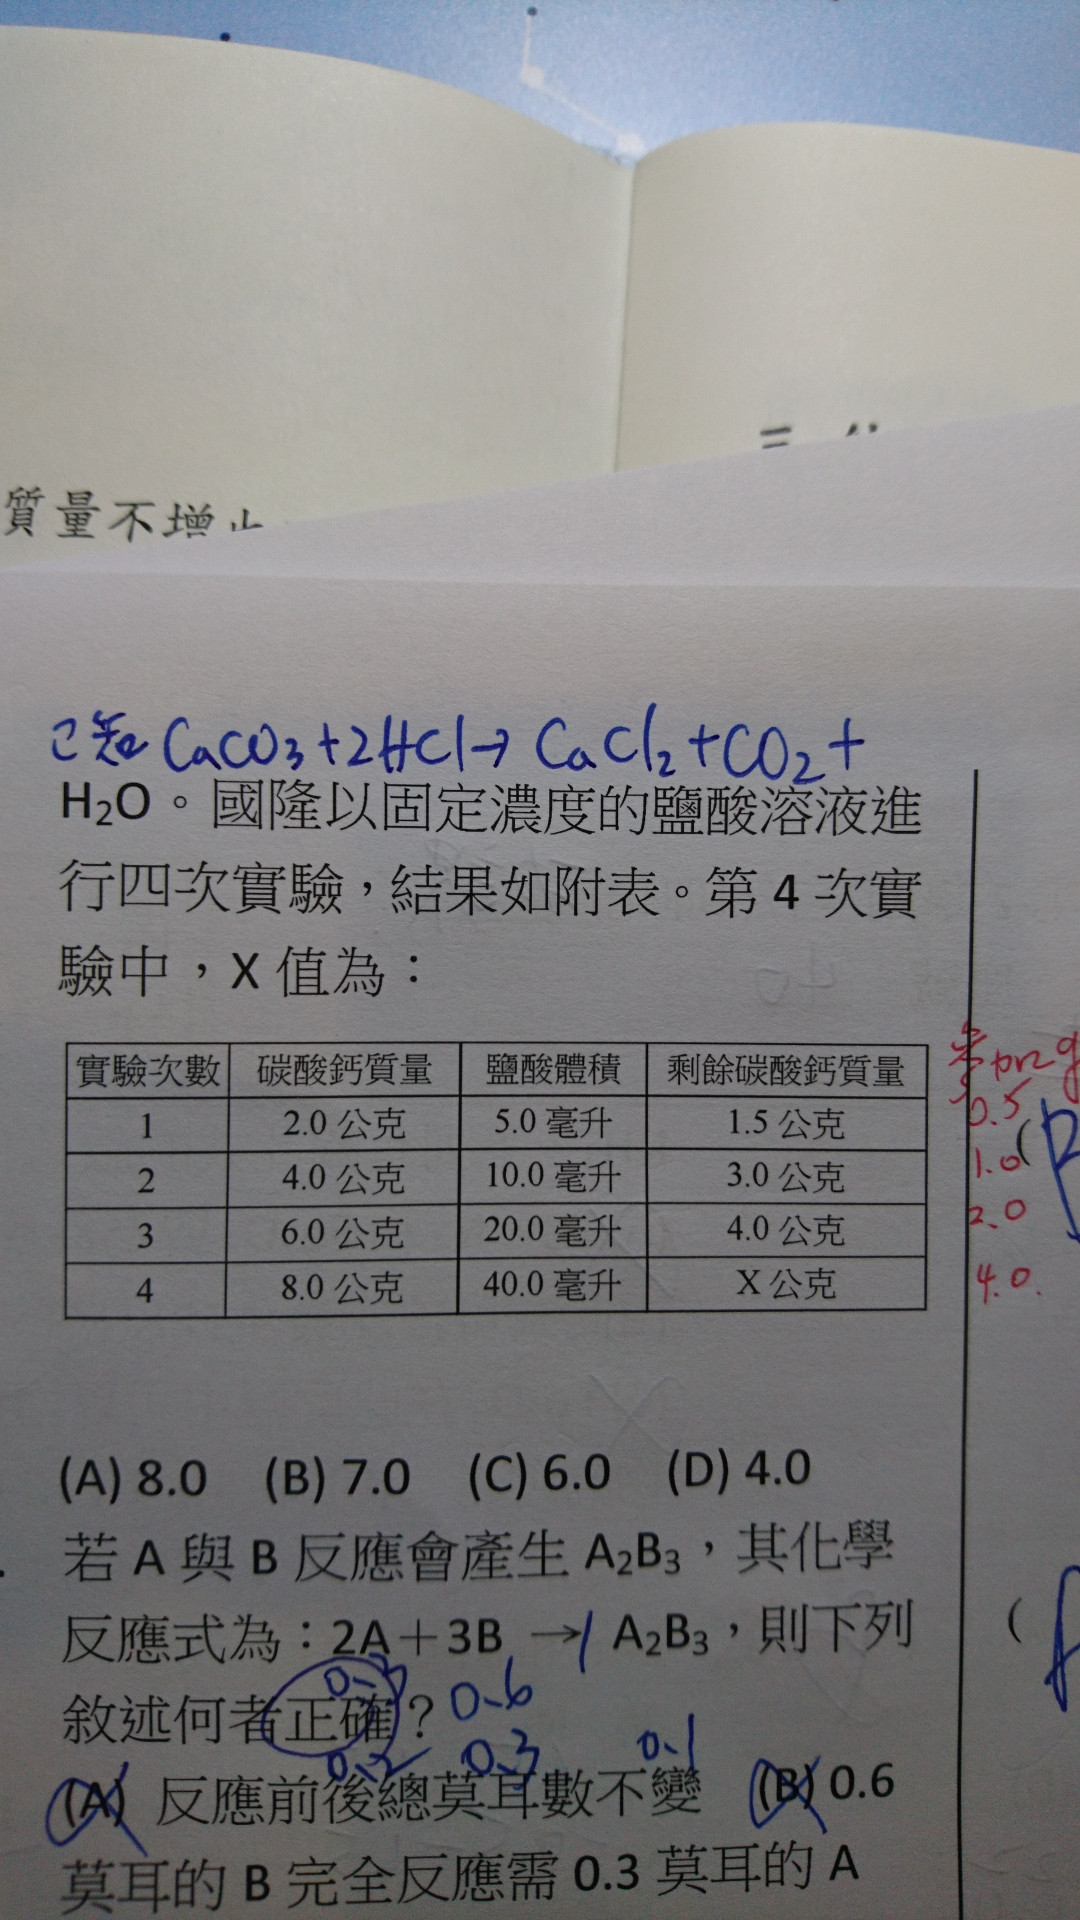 質量不增
已知 CaCO₃+2HCl→ CaCl₂+CO₂+
H₂O。國隆以固定濃度的鹽酸溶液進
行四次實驗，結果如附表。第 4 次實
驗中，X 值為：
實驗次數 碳酸鈣質量 鹽酸體積 剩餘碳酸鈣質量
1 2.0 公克 5.0 毫升 1.5 公克 0.5
2 4.0 公克 10.0 毫升 3.0 公克 1.0
3 6.0 公克 20.0 毫升 4.0 公克 2.0
4 8.0 公克 40.0 毫升 X 公克 4.0.
(A) 8.0 (B) 7.0 (C) 6.0 (D) 4.0
若 A 與 B 反應會產生 A₂B₃，其化學
反應式為：2A＋3B → 1 A₂B₃，則下列
敘述何者正確？ 0.6
0.2 0.3 0.1
(A) 反應前後總莫耳數不變 (B) 0.6
莫耳的 B 完全反應需 0.3 莫耳的 A